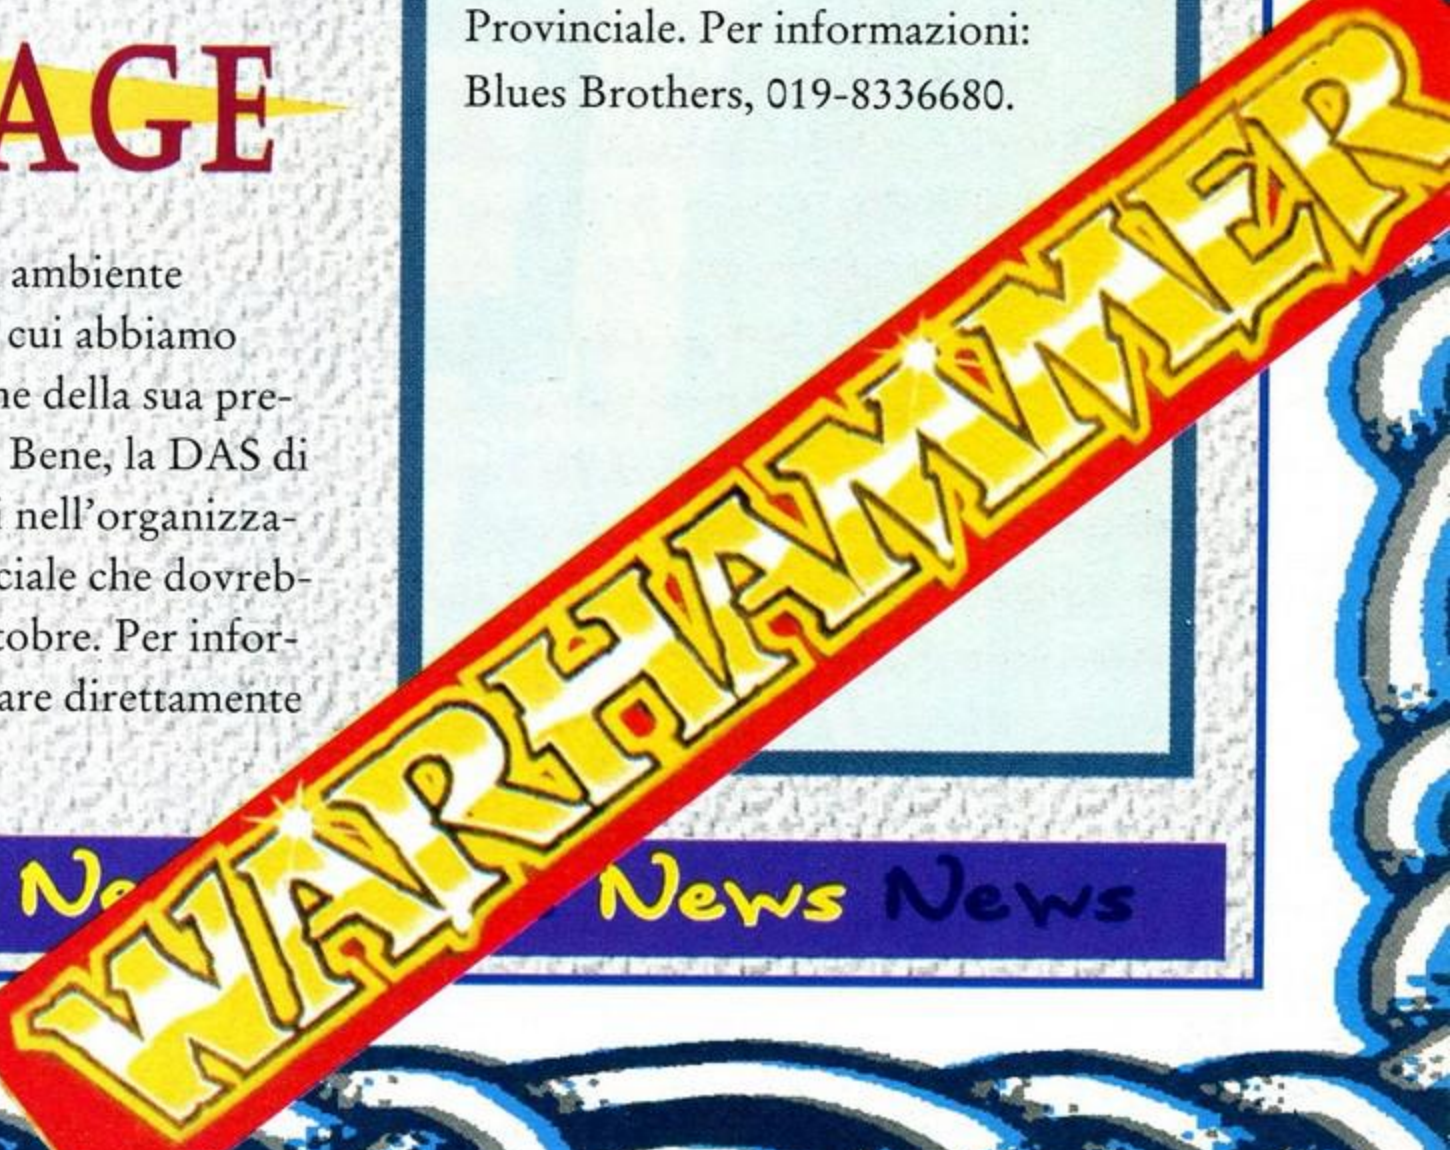 AGE
ambiente
cui abbiamo
ne della sua pre-
Bene, la DAS di
i nell'organizza-
ciale che dovreb-
tobre. Per infor-
are direttamente
Provinciale. Per informazioni:
Blues Brothers, 019-8336680.
WARHAMMER
Ne News News